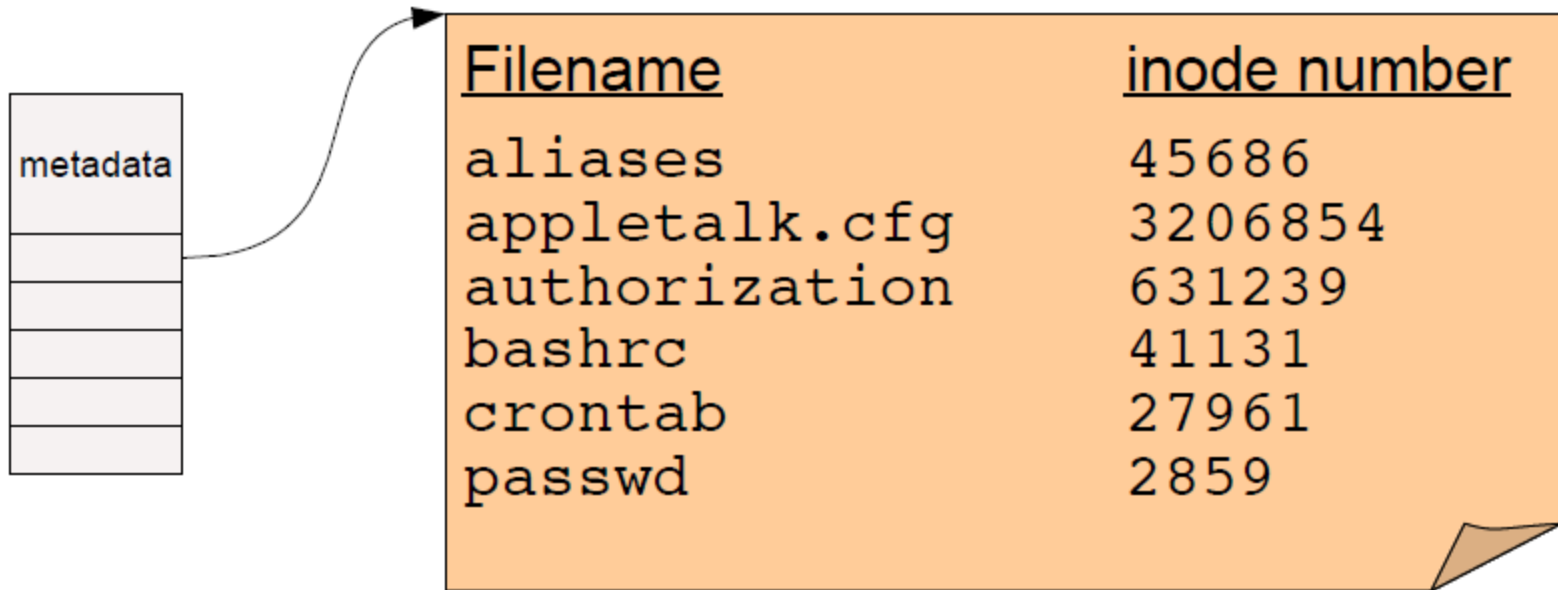 metadata
Filename inode number
aliases 45686
appletalk.cfg 3206854
authorization 631239
bashrc 41131
crontab 27961
passwd 2859